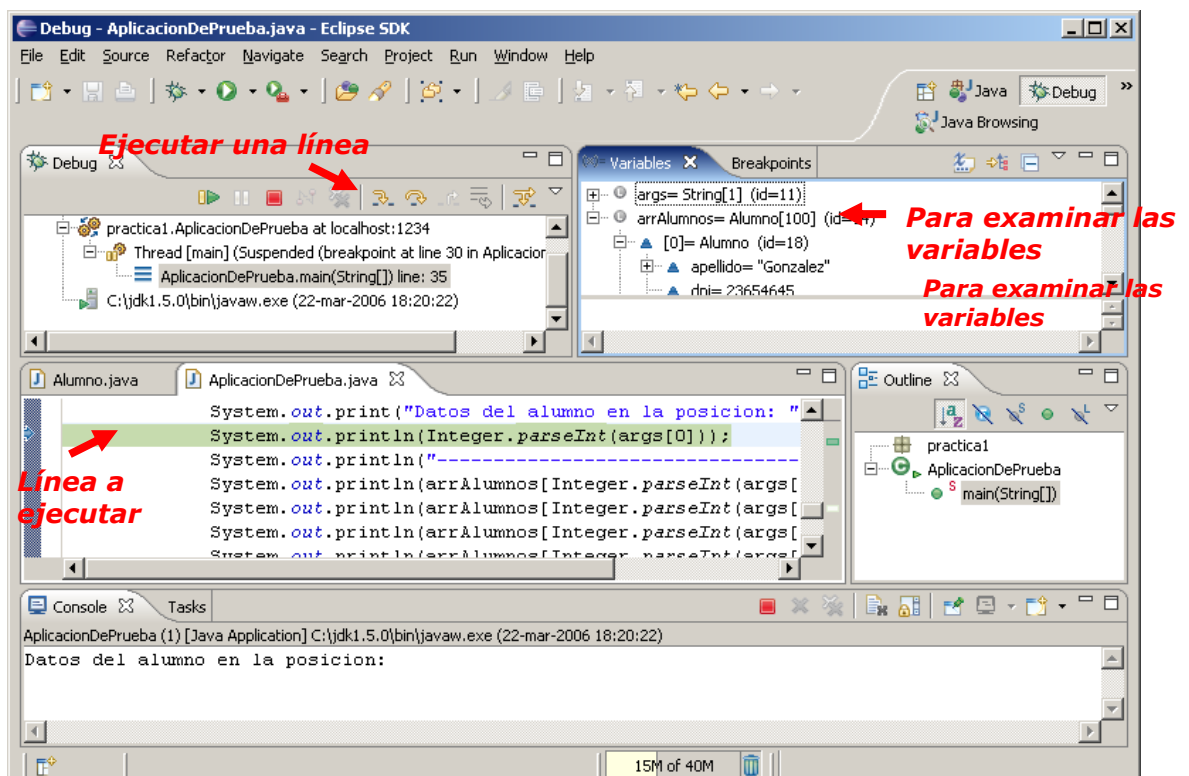 Debug - AplicacionDePrueba.java - Eclipse SDK
File Edit Source Refactor Navigate Search Project Run Window Help
Java Debug »
Java Browsing
Ejecutar una línea
Debug
practica1.AplicacionDePrueba at localhost:1234
Thread [main] (Suspended (breakpoint at line 30 in Aplicacion
AplicacionDePrueba.main(String[]) line: 35
C:\jdk1.5.0\bin\javaw.exe (22-mar-2006 18:20:22)
Variables Breakpoints
args= String[1] (id=11)
arrAlumnos= Alumno[100] (id=
[0]= Alumno (id=18)
apellido= "Gonzalez"
dni= 23654645
Para examinar las
variables
Para examinar las
variables
Alumno.java AplicacionDePrueba.java
System.out.print("Datos del alumno en la posicion: "
System.out.println(Integer.parseInt(args[0]));
System.out.println("--------------------------------
System.out.println(arrAlumnos[Integer.parseInt(args[
System.out.println(arrAlumnos[Integer.parseInt(args[
System.out.println(arrAlumnos[Integer.parseInt(args[
System.out.println(arrAlumnos[Integer.parseInt(args[
Línea a
ejecutar
Outline
practica1
AplicacionDePrueba
main(String[])
Console Tasks
AplicacionDePrueba (1) [Java Application] C:\jdk1.5.0\bin\javaw.exe (22-mar-2006 18:20:22)
Datos del alumno en la posicion:
15M of 40M